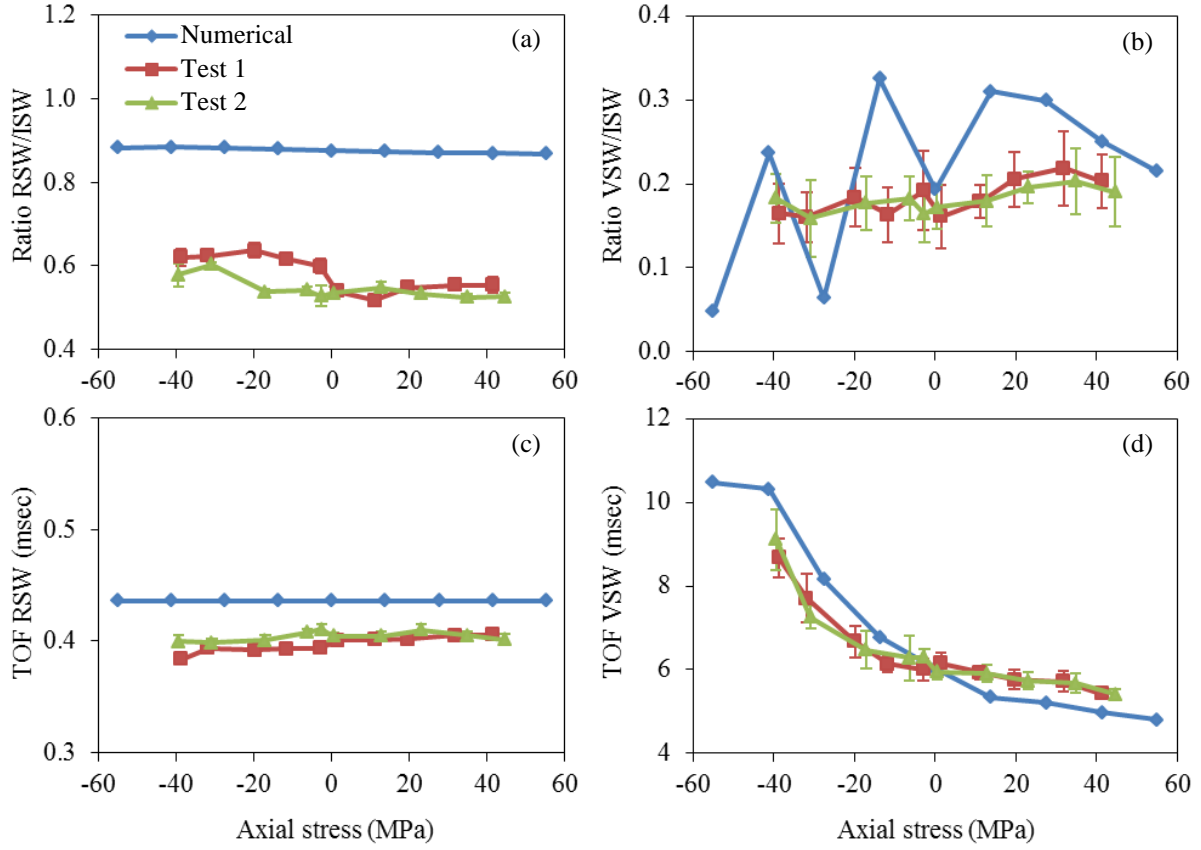 1.2
1.0
0.8
0.6
0.4
Ratio RSW/ISW
Numerical
Test 1
Test 2
(a)
-60 -40 -20 0 20 40 60
0.4
0.3
0.2
0.1
0.0
Ratio VSW/ISW
(b)
-60 -40 -20 0 20 40 60
0.6
0.5
0.4
0.3
TOF RSW (msec)
(c)
-60 -40 -20 0 20 40 60
Axial stress (MPa)
12
10
8
6
4
TOF VSW (msec)
(d)
-60 -40 -20 0 20 40 60
Axial stress (MPa)